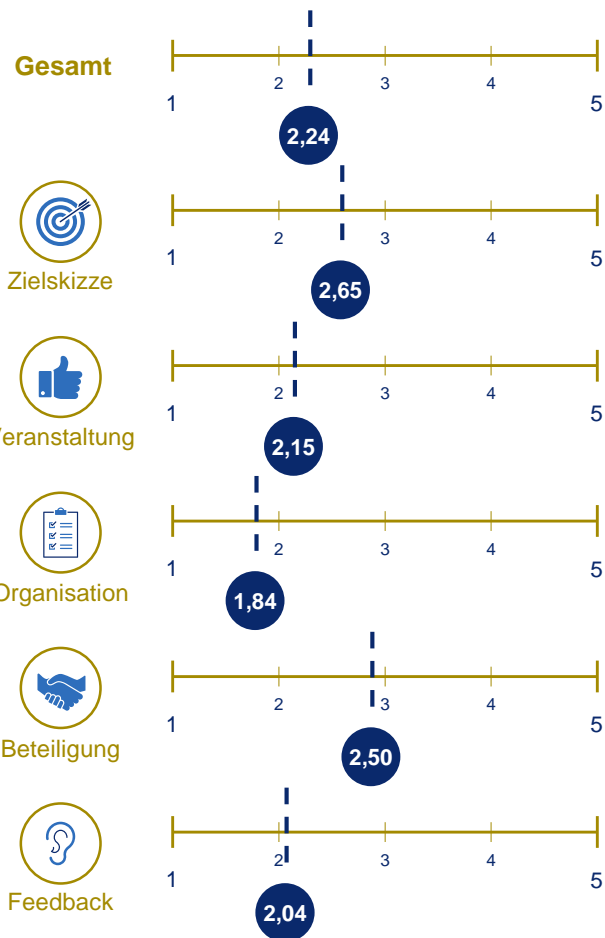 Gesamt
1 2 3 4 5
2,24
Zielskizze
1 2 3 4 5
2,65
Veranstaltung
1 2 3 4 5
2,15
Organisation
1 2 3 4 5
1,84
Beteiligung
1 2 3 4 5
2,50
Feedback
1 2 3 4 5
2,04